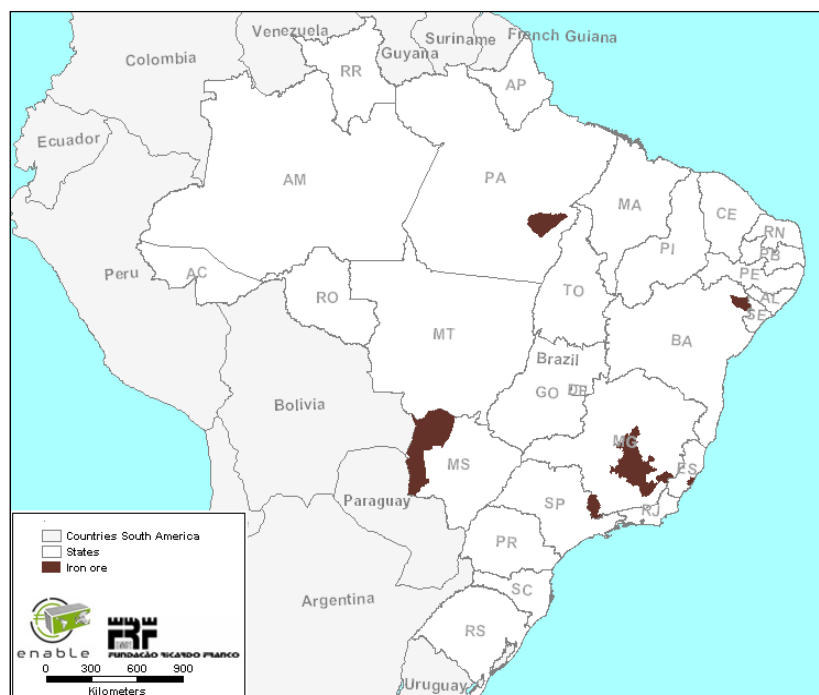 Venezuela
Guyana
Suriname
French Guiana
Colombia
RR
AP
Ecuador
AM
PA
MA
CE
RN
PB
PI
PE
AL
SE
Peru
AC
RO
TO
MT
BA
Brazil
GO
DF
Bolivia
MG
ES
MS
SP
RJ
Paraguay
PR
SC
Argentina
RS
Uruguay
Countries South America
States
Iron ore
enable
FRF
FUNDAÇÃO RICARDO FRANCO
0 300 600 900
Kilometers